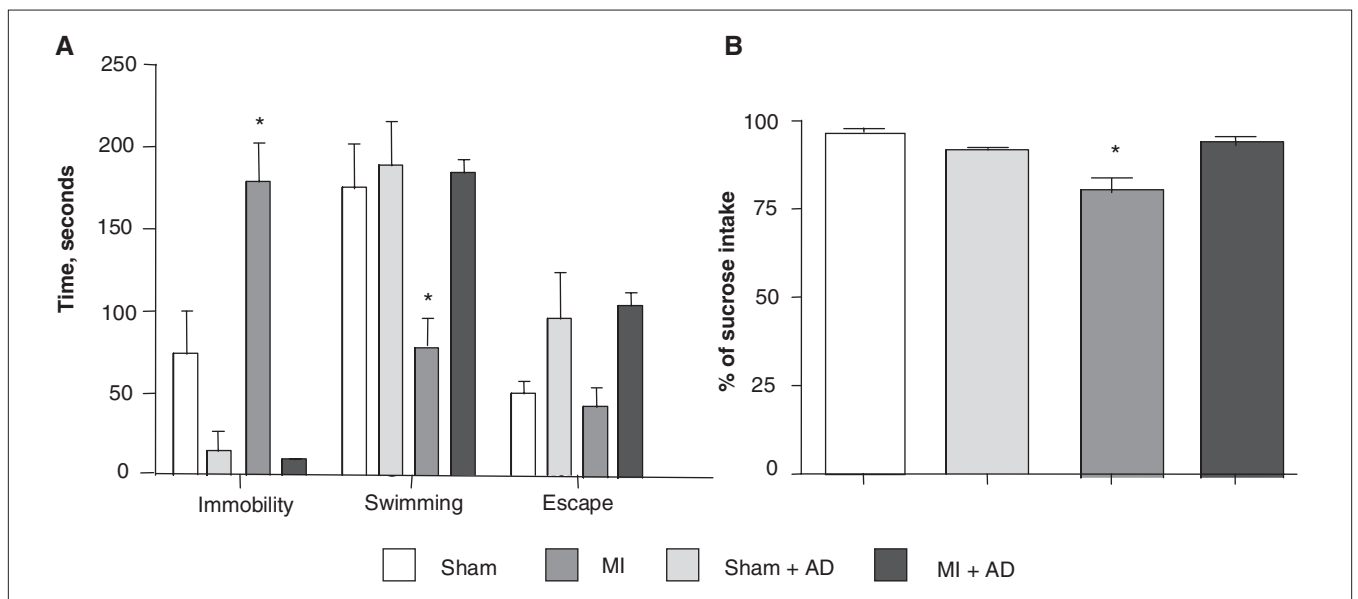 A
Time, seconds
250
200
150
100
50
0
*
*
Immobility
Swimming
Escape
B
% of sucrose intake
100
75
50
25
0
*
Sham
MI
Sham + AD
MI + AD